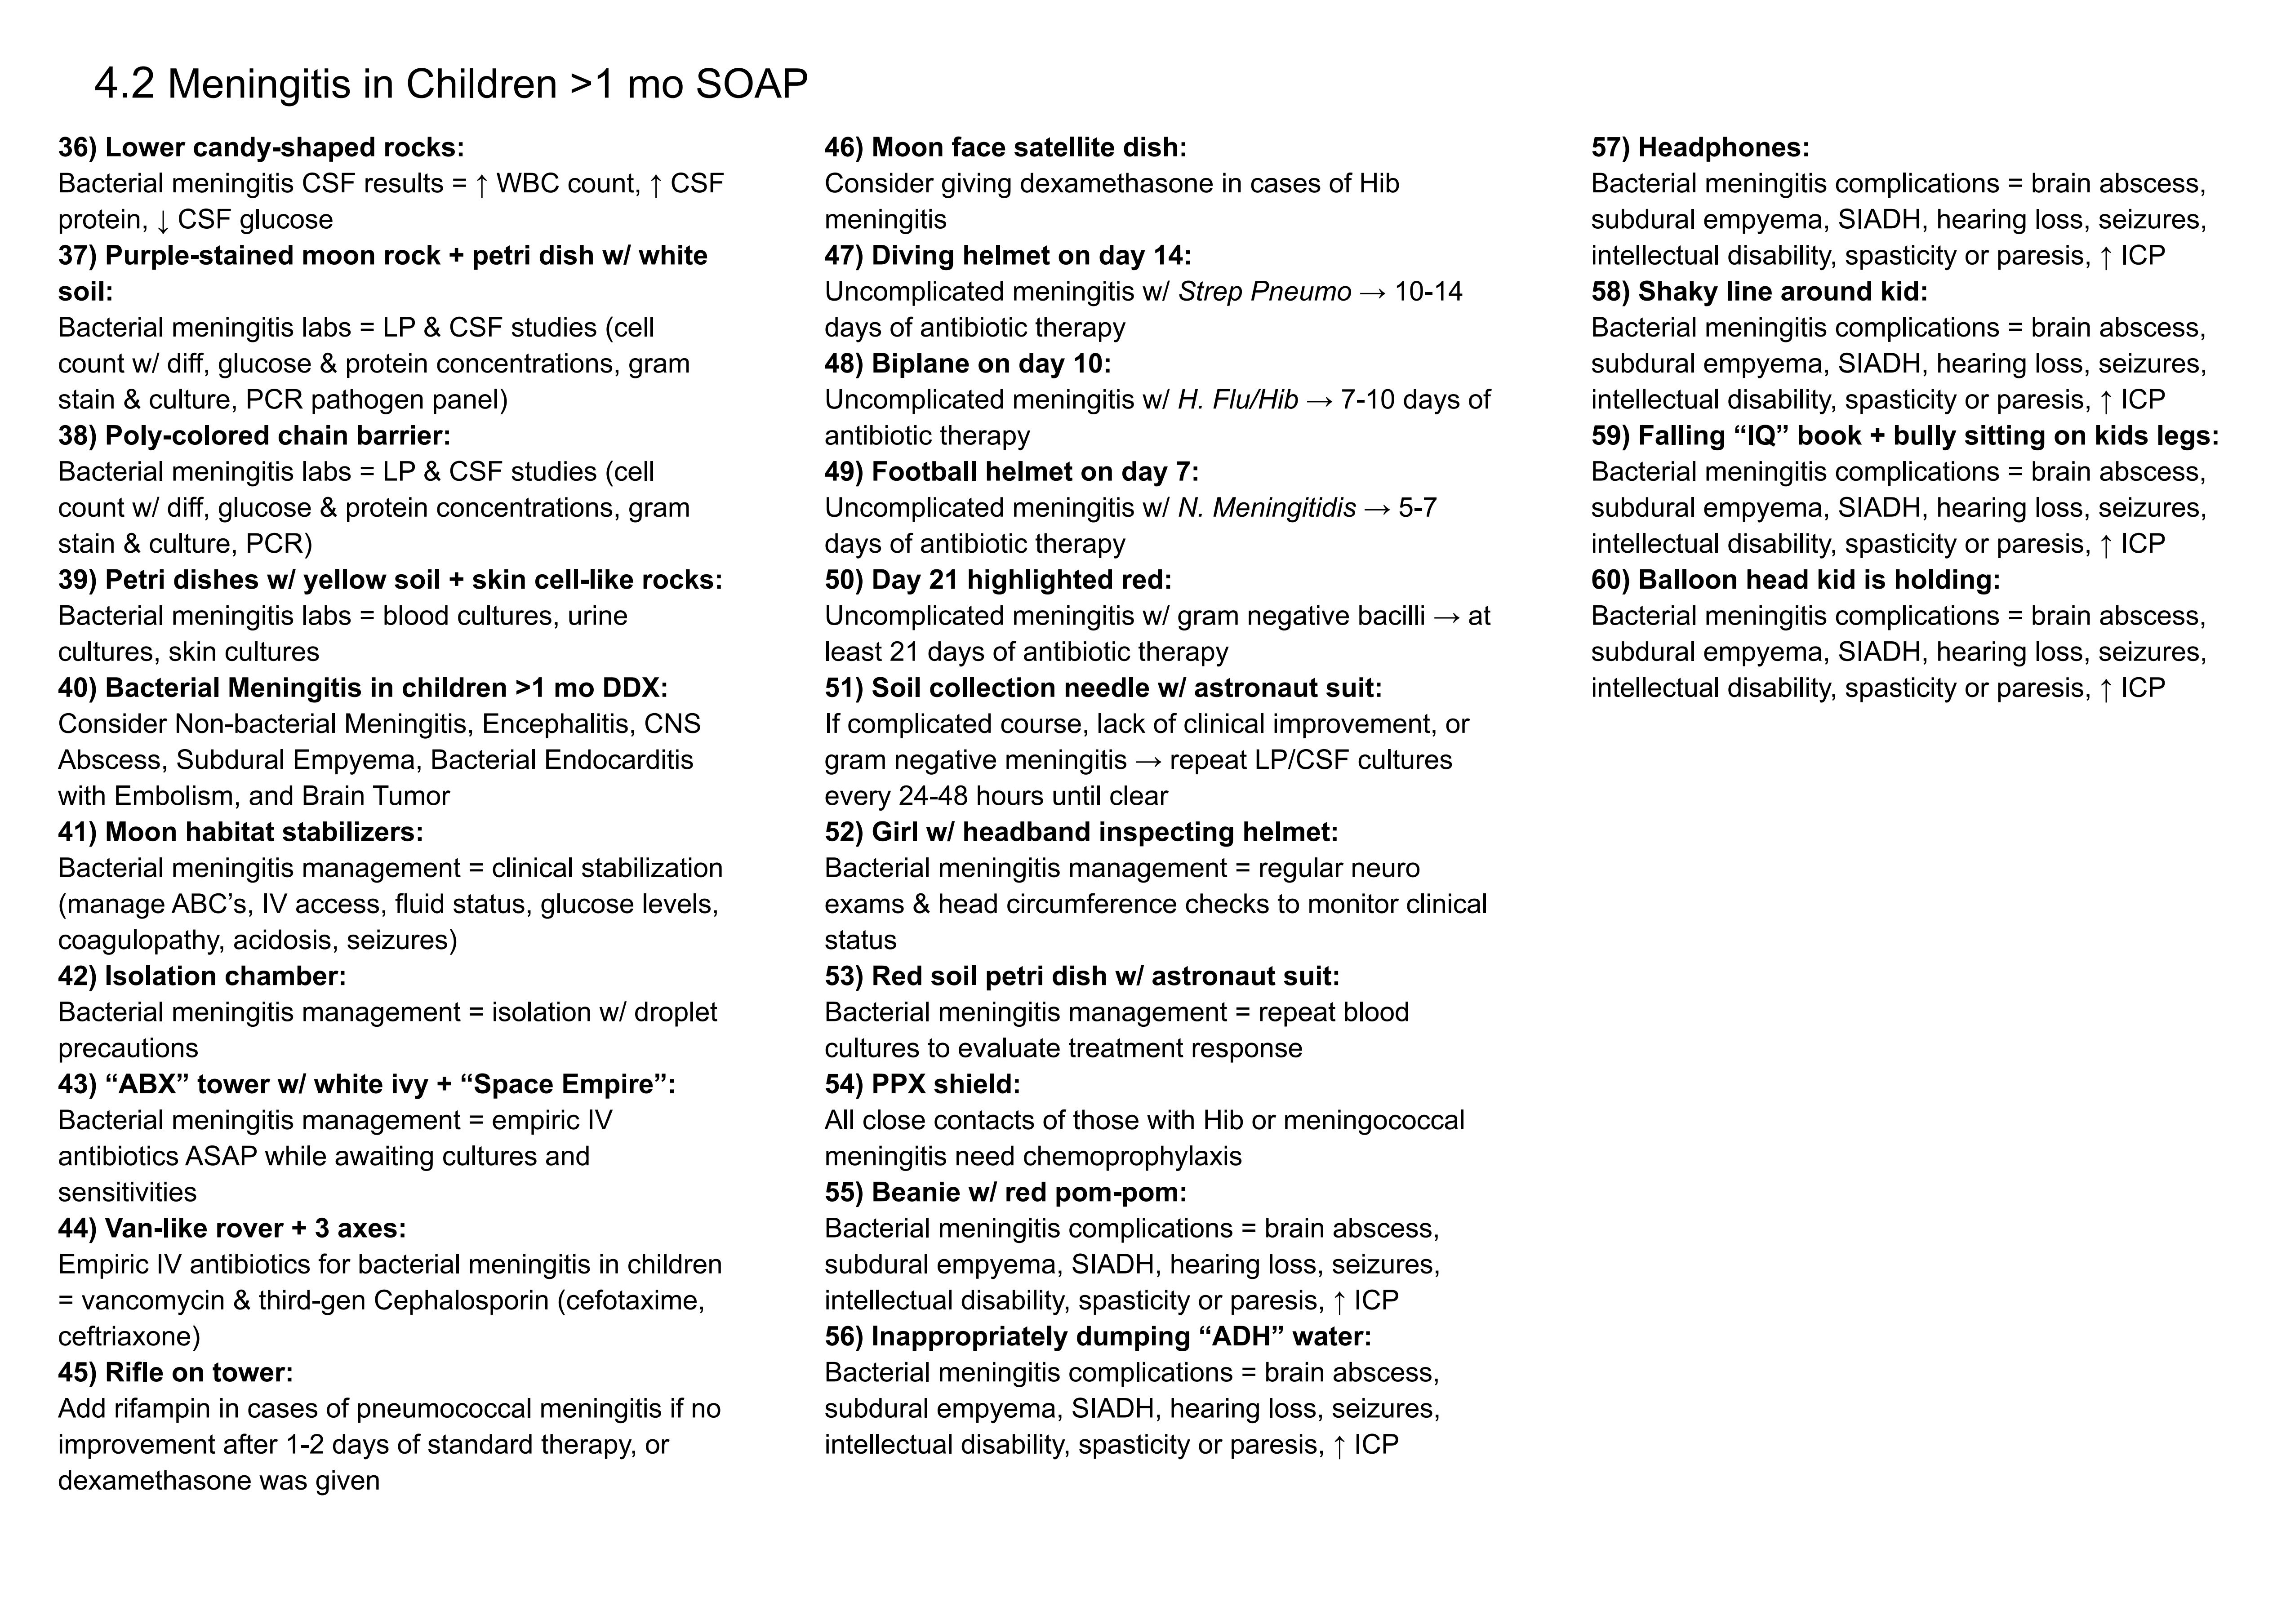 4.2 Meningitis in Children >1 mo SOAP
36) Lower candy-shaped rocks:
Bacterial meningitis CSF results = ↑ WBC count, ↑ CSF
protein, ↓ CSF glucose
37) Purple-stained moon rock + petri dish w/ white
soil:
Bacterial meningitis labs = LP & CSF studies (cell
count w/ diff, glucose & protein concentrations, gram
stain & culture, PCR pathogen panel)
38) Poly-colored chain barrier:
Bacterial meningitis labs = LP & CSF studies (cell
count w/ diff, glucose & protein concentrations, gram
stain & culture, PCR)
39) Petri dishes w/ yellow soil + skin cell-like rocks:
Bacterial meningitis labs = blood cultures, urine
cultures, skin cultures
40) Bacterial Meningitis in children >1 mo DDX:
Consider Non-bacterial Meningitis, Encephalitis, CNS
Abscess, Subdural Empyema, Bacterial Endocarditis
with Embolism, and Brain Tumor
41) Moon habitat stabilizers:
Bacterial meningitis management = clinical stabilization
(manage ABC’s, IV access, fluid status, glucose levels,
coagulopathy, acidosis, seizures)
42) Isolation chamber:
Bacterial meningitis management = isolation w/ droplet
precautions
43) “ABX” tower w/ white ivy + “Space Empire”:
Bacterial meningitis management = empiric IV
antibiotics ASAP while awaiting cultures and
sensitivities
44) Van-like rover + 3 axes:
Empiric IV antibiotics for bacterial meningitis in children
= vancomycin & third-gen Cephalosporin (cefotaxime,
ceftriaxone)
45) Rifle on tower:
Add rifampin in cases of pneumococcal meningitis if no
improvement after 1-2 days of standard therapy, or
dexamethasone was given
46) Moon face satellite dish:
Consider giving dexamethasone in cases of Hib
meningitis
47) Diving helmet on day 14:
Uncomplicated meningitis w/ Strep Pneumo → 10-14
days of antibiotic therapy
48) Biplane on day 10:
Uncomplicated meningitis w/ H. Flu/Hib → 7-10 days of
antibiotic therapy
49) Football helmet on day 7:
Uncomplicated meningitis w/ N. Meningitidis → 5-7
days of antibiotic therapy
50) Day 21 highlighted red:
Uncomplicated meningitis w/ gram negative bacilli → at
least 21 days of antibiotic therapy
51) Soil collection needle w/ astronaut suit:
If complicated course, lack of clinical improvement, or
gram negative meningitis → repeat LP/CSF cultures
every 24-48 hours until clear
52) Girl w/ headband inspecting helmet:
Bacterial meningitis management = regular neuro
exams & head circumference checks to monitor clinical
status
53) Red soil petri dish w/ astronaut suit:
Bacterial meningitis management = repeat blood
cultures to evaluate treatment response
54) PPX shield:
All close contacts of those with Hib or meningococcal
meningitis need chemoprophylaxis
55) Beanie w/ red pom-pom:
Bacterial meningitis complications = brain abscess,
subdural empyema, SIADH, hearing loss, seizures,
intellectual disability, spasticity or paresis, ↑ ICP
56) Inappropriately dumping “ADH” water:
Bacterial meningitis complications = brain abscess,
subdural empyema, SIADH, hearing loss, seizures,
intellectual disability, spasticity or paresis, ↑ ICP
57) Headphones:
Bacterial meningitis complications = brain abscess,
subdural empyema, SIADH, hearing loss, seizures,
intellectual disability, spasticity or paresis, ↑ ICP
58) Shaky line around kid:
Bacterial meningitis complications = brain abscess,
subdural empyema, SIADH, hearing loss, seizures,
intellectual disability, spasticity or paresis, ↑ ICP
59) Falling “IQ” book + bully sitting on kids legs:
Bacterial meningitis complications = brain abscess,
subdural empyema, SIADH, hearing loss, seizures,
intellectual disability, spasticity or paresis, ↑ ICP
60) Balloon head kid is holding:
Bacterial meningitis complications = brain abscess,
subdural empyema, SIADH, hearing loss, seizures,
intellectual disability, spasticity or paresis, ↑ ICP